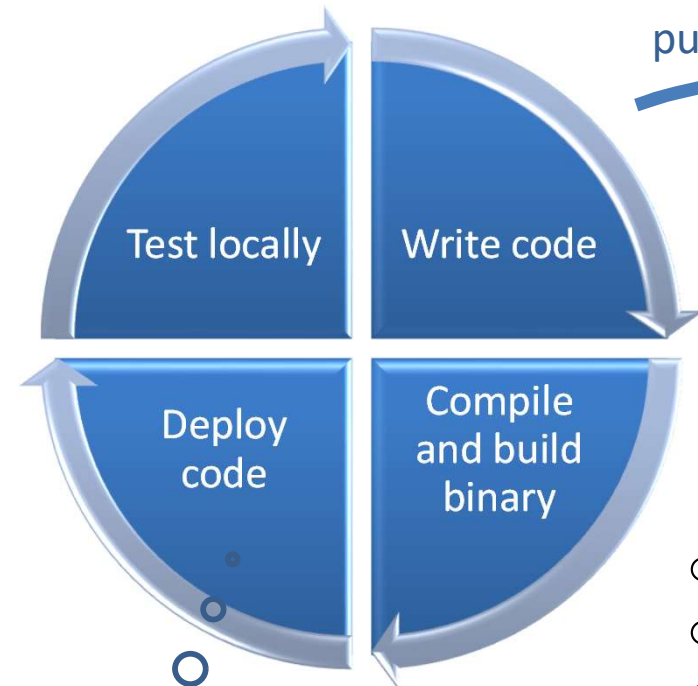 Test locally
Write code
Deploy
code
Compile
and build
binary